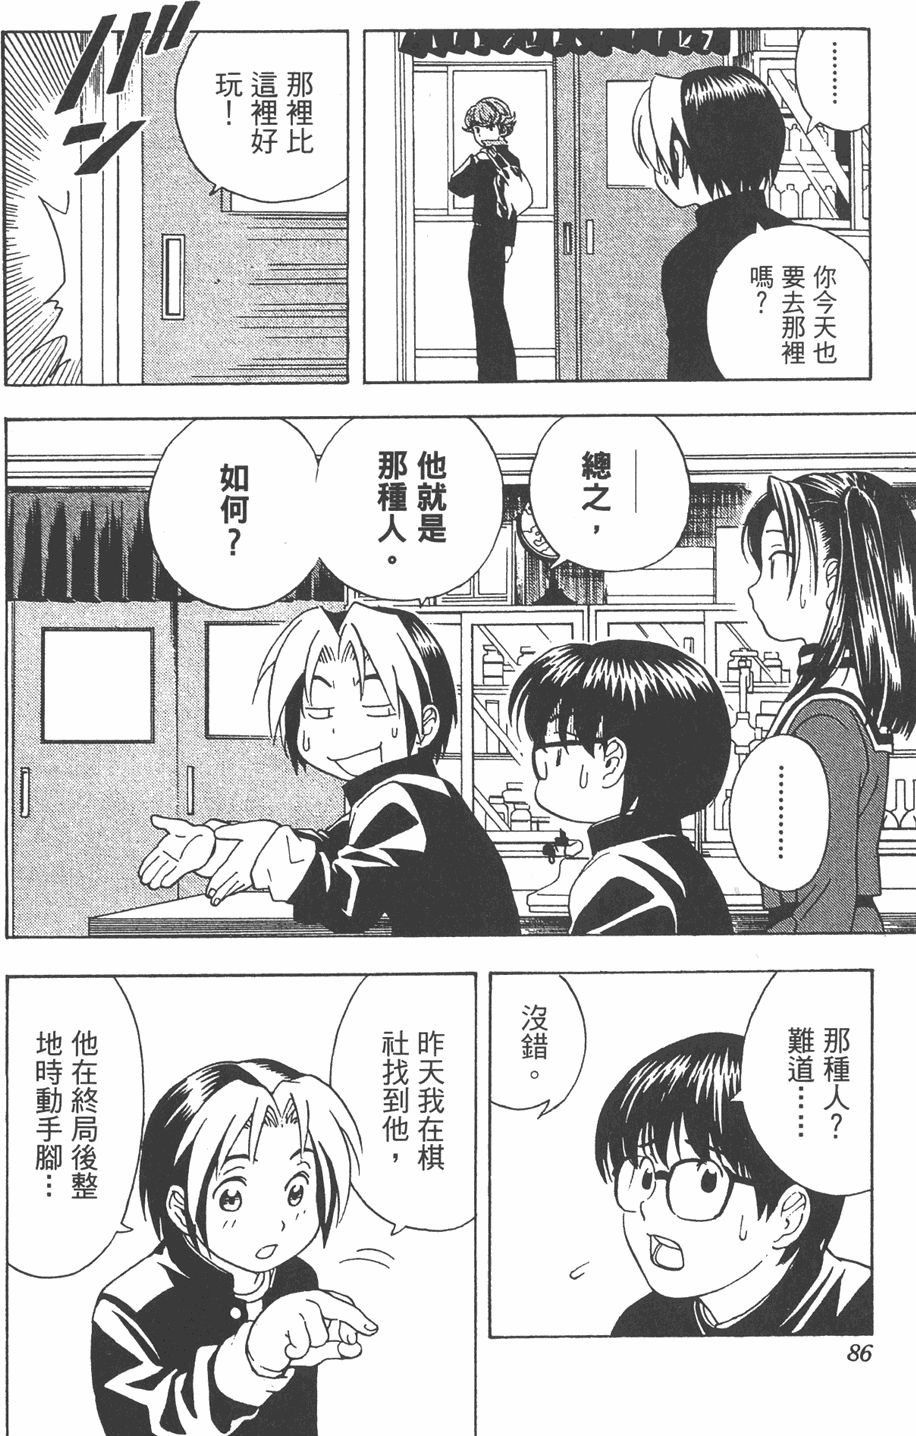 ………
你今天也
要去那裡
嗎？
那裡比
這裡好
玩！
總之，
他就是
那種人。
如何？
………
那種人？
難道……
沒錯。
昨天我在棋
社找到他，
他在終局後整
地時動手腳…
86